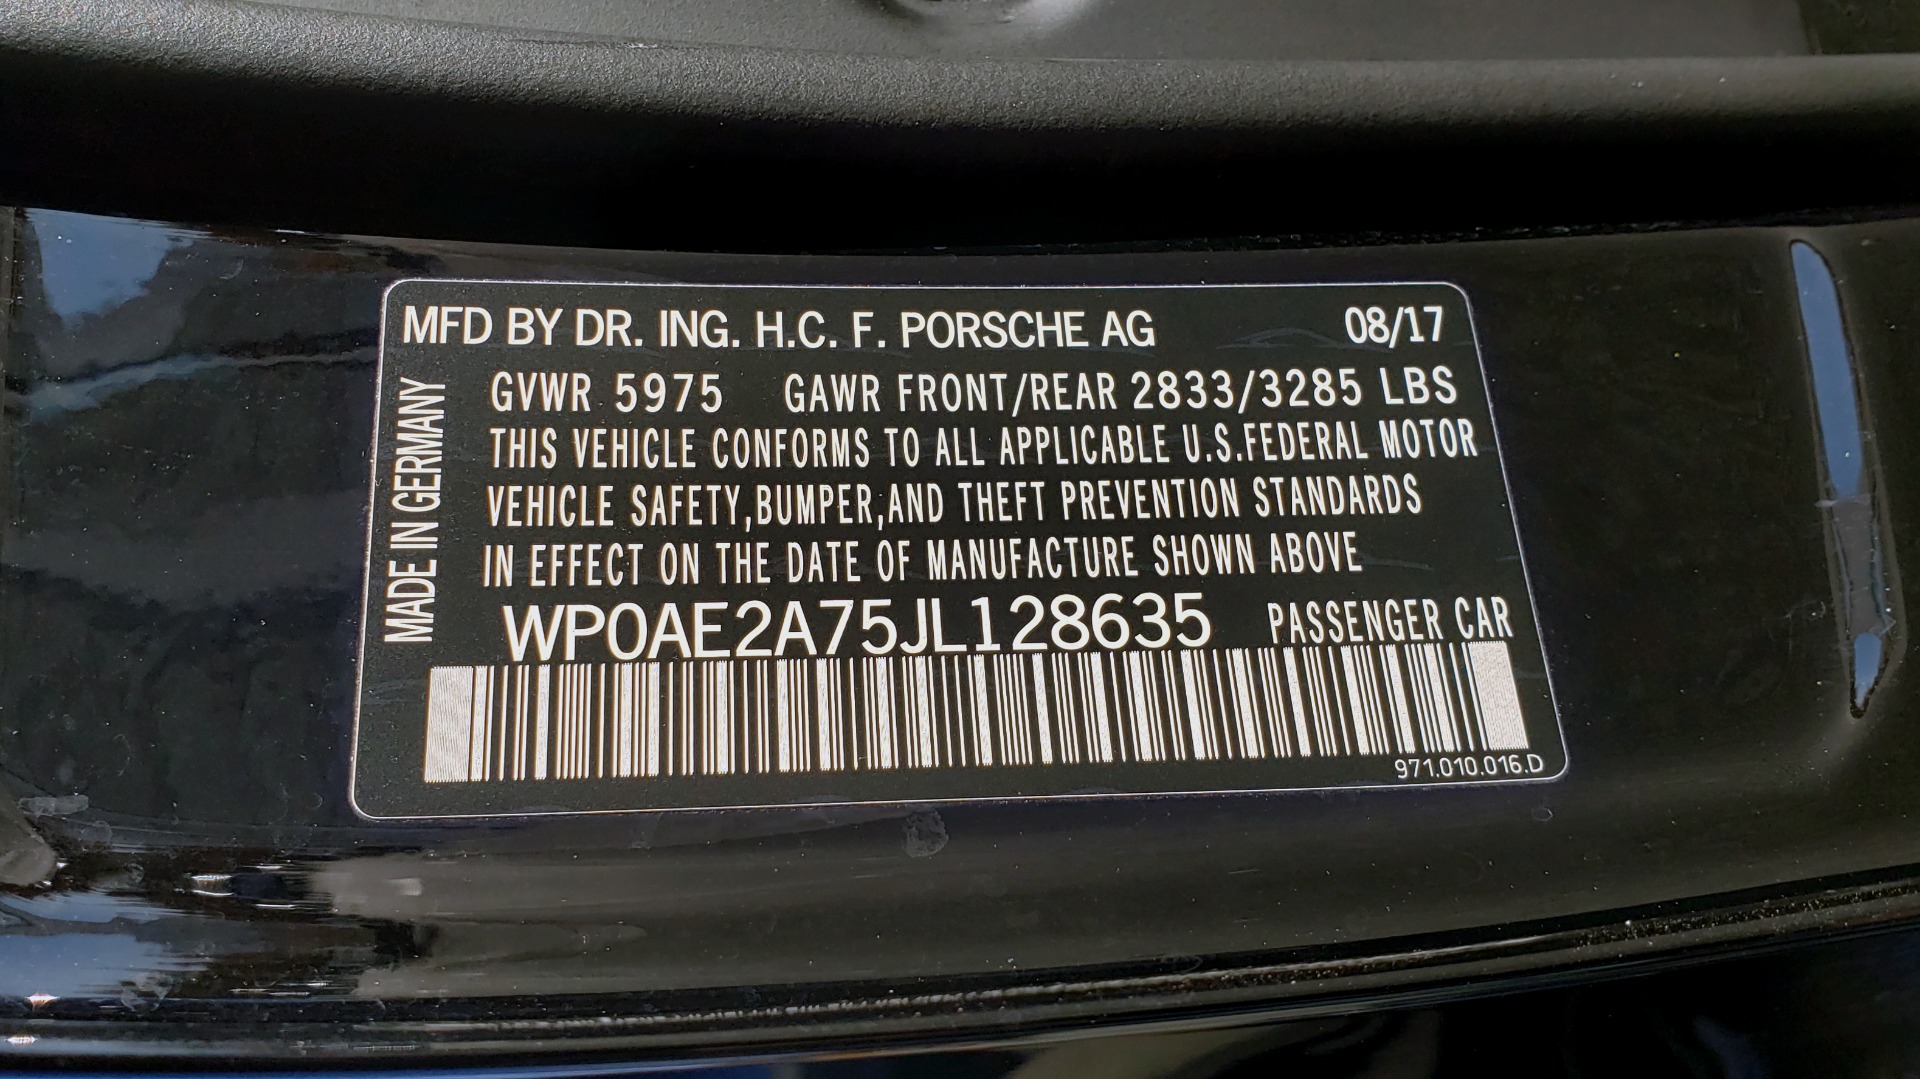 MFD BY DR. ING. H.C. F. PORSCHE AG 08/17
GVWR 5975 GAWR FRONT/REAR 2833/3285 LBS
THIS VEHICLE CONFORMS TO ALL APPLICABLE U.S.FEDERAL MOTOR
VEHICLE SAFETY,BUMPER,AND THEFT PREVENTION STANDARDS
IN EFFECT ON THE DATE OF MANUFACTURE SHOWN ABOVE
MADE IN GERMANY
WP0AE2A75JL128635 PASSENGER CAR
971.010.016.D